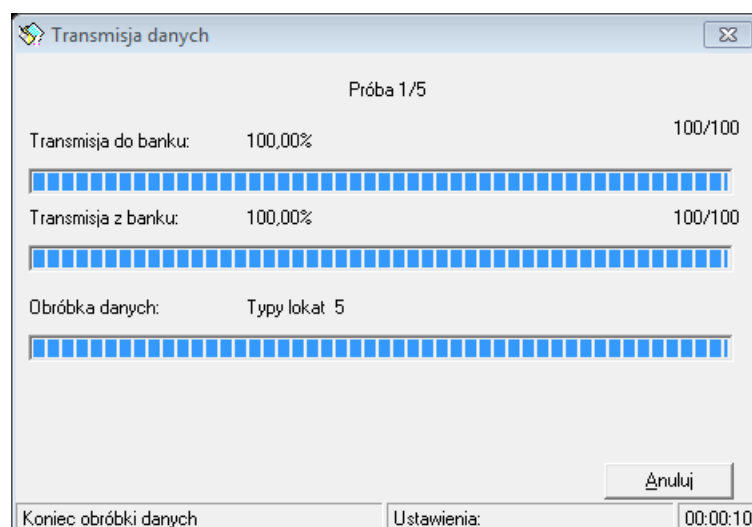 Transmisja danych
Próba 1/5
Transmisja do banku: 100,00% 100/100
Transmisja z banku: 100,00% 100/100
Obróbka danych: Typy lokat 5
Anuluj
Koniec obróbki danych Ustawienia: 00:00:10